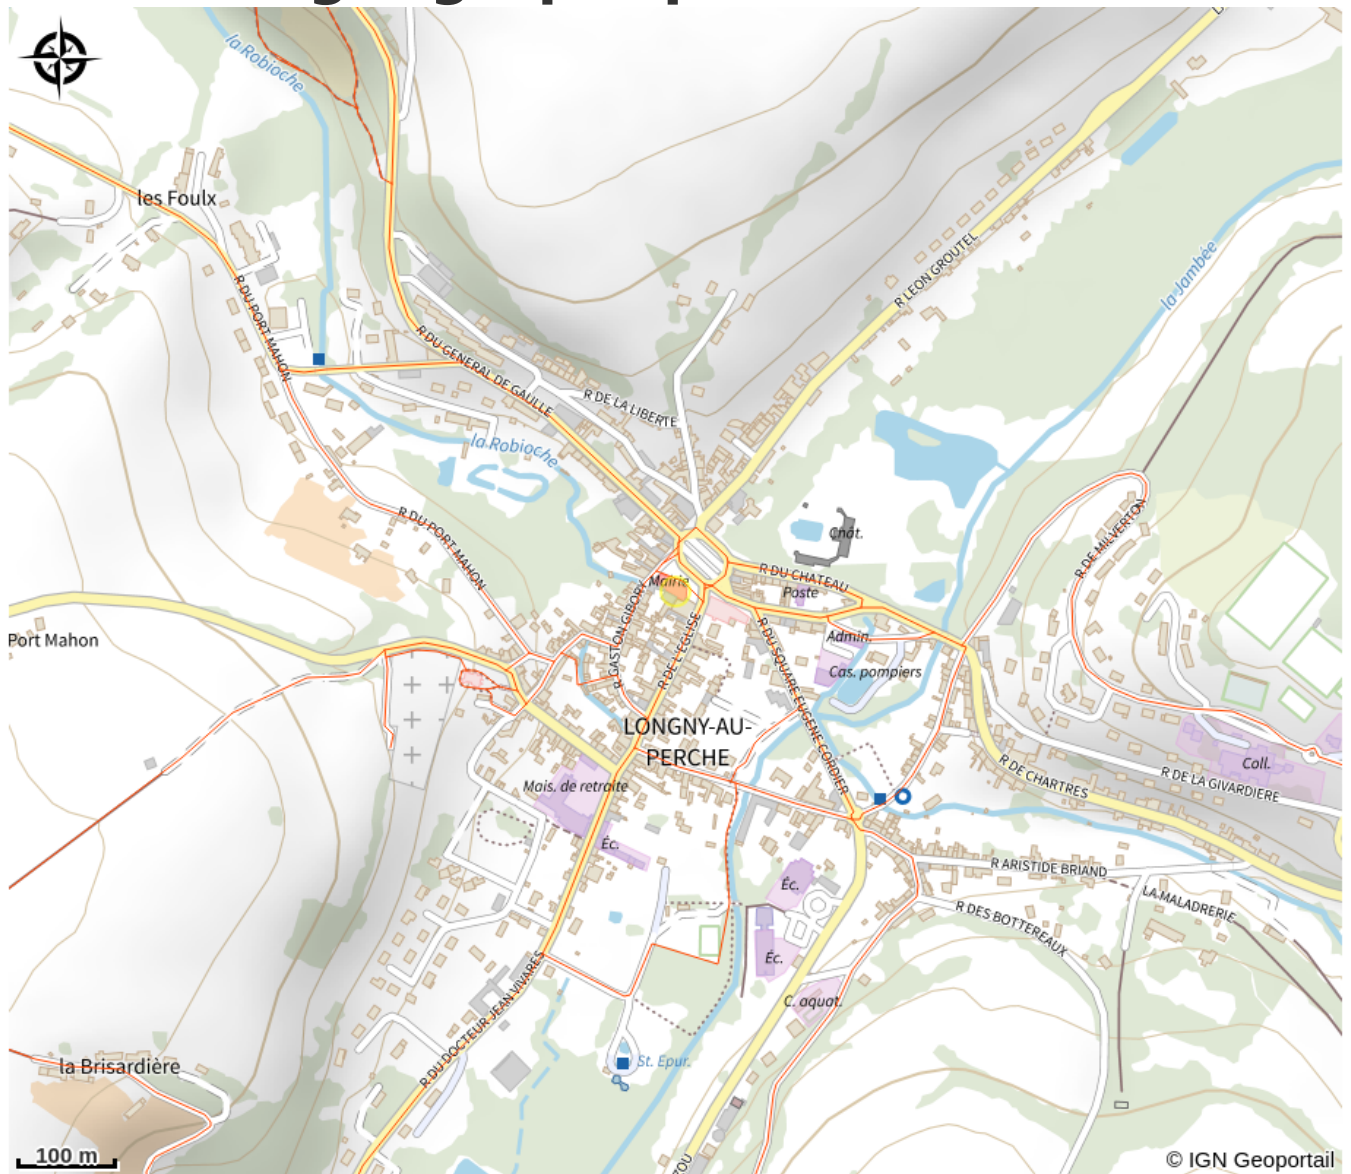 la Robioche
les Foulx
R LEON GROUTEL
la Jambée
R DU PORT MAHON
R DU GENERAL DE GAULLE
R DE LA LIBERTE
la Robioche
R DU PORT MAHON
Chât.
R DE MILVERTON
R DU CHATEAU
Mairie
Poste
R GASTON GIBORY
R DE L'EGLISE
R DU SQUARE EUGENE CORDIER
Admin.
Port Mahon
Cas. pompiers
LONGNY-AU-
PERCHE
R DE CHARTRES
R DE LA GIVARDIERE
Coll.
Mais. de retraite
Éc.
R ARISTIDE BRIAND
Éc.
LA MALADRERIE
R DES BOTTEREAUX
Éc.
R DU DOCTEUR JEAN VIVARES
C. aquat.
St. Epur.
la Brisardière
100 m
© IGN Geoportail